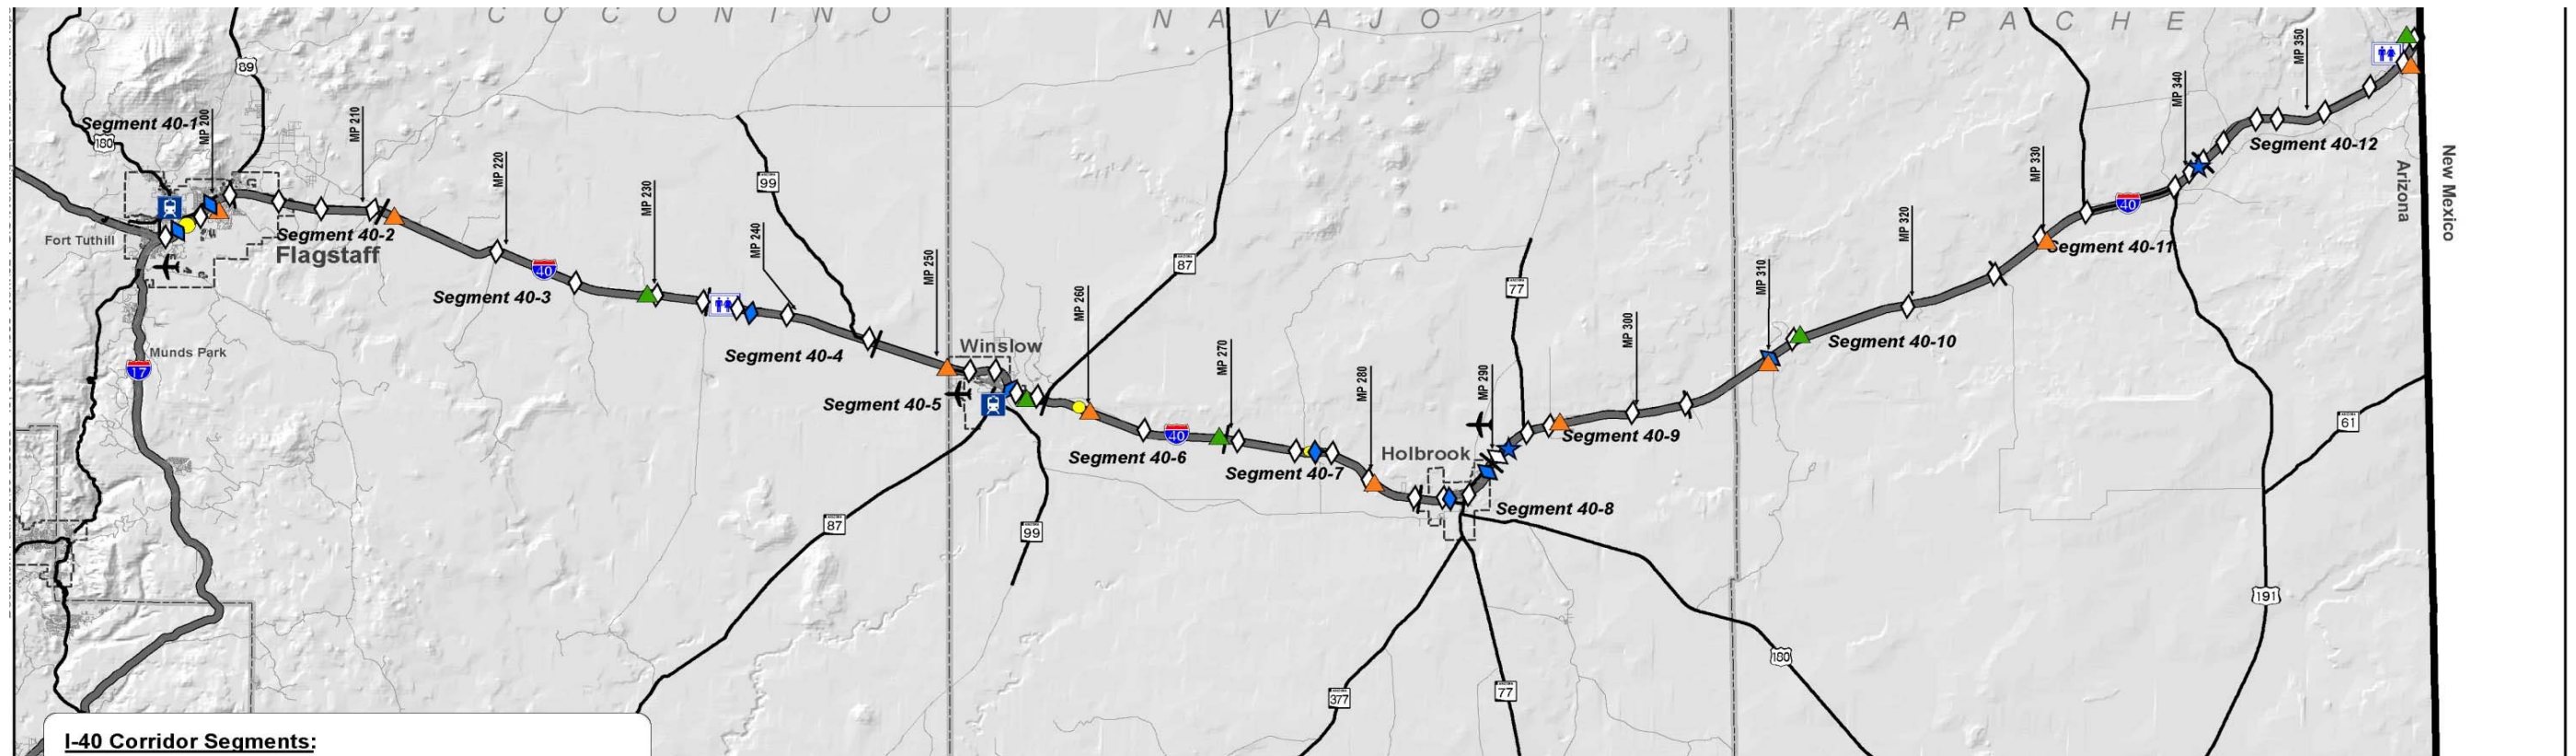 COCONINO
NAVAJO
APACHE
89
180
Segment 40-1
MP 200
MP 210
MP 220
MP 230
MP 240
MP 250
MP 260
MP 270
MP 280
MP 290
MP 300
MP 310
MP 320
MP 330
MP 340
MP 350
99
Fort Tuthill
Segment 40-2
Flagstaff
40
Segment 40-3
Munds Park
17
Segment 40-4
Winslow
87
77
Segment 40-5
Segment 40-6
40
Segment 40-7
Holbrook
Segment 40-8
Segment 40-9
Segment 40-10
Segment 40-11
40
Segment 40-12
Arizona
New Mexico
61
87
99
191
180
377
77
I-40 Corridor Segments: